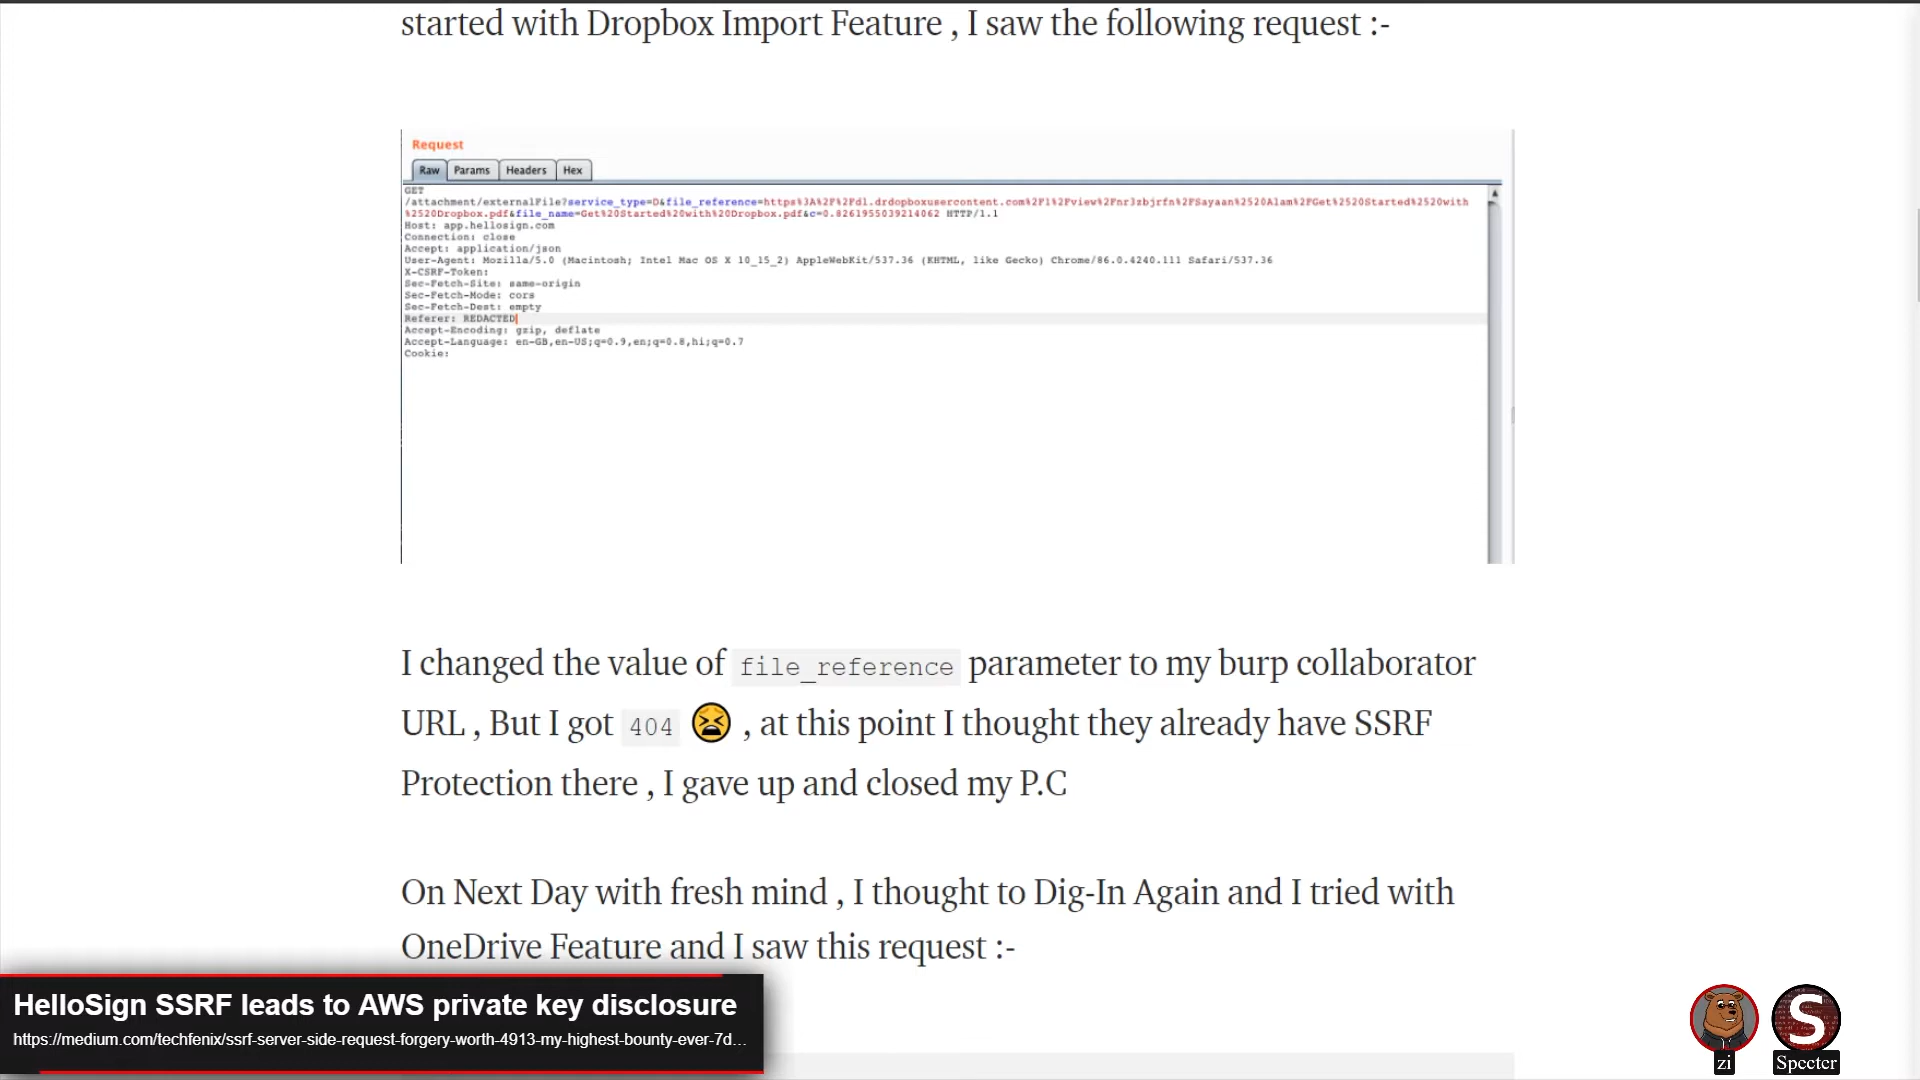 started with Dropbox Import Feature , I saw the following request :-
Request
Raw Params Headers Hex
GET
/attachment/externalFile?service_type=D&file_reference=https%3A%2F%2Fdl.drdopboxusercontent.com%2F1%2Fview%2Fnr3zbjrfn%2FSayaan%2520Alam%2FGet%2520Started%2520with
%2520Dropbox.pdf&file_name=Get%20Started%20with%20Dropbox.pdf&c=0.8261955039214062 HTTP/1.1
Host: app.hellosign.com
Connection: close
Accept: application/json
User-Agent: Mozilla/5.0 (Macintosh; Intel Mac OS X 10_15_2) AppleWebKit/537.36 (KHTML, like Gecko) Chrome/86.0.4240.111 Safari/537.36
X-CSRF-Token:
Sec-Fetch-Site: same-origin
Sec-Fetch-Mode: cors
Sec-Fetch-Dest: empty
Referer: REDACTED
Accept-Encoding: gzip, deflate
Accept-Language: en-GB,en-US;q=0.9,en;q=0.8,hi;q=0.7
Cookie:
I changed the value of file_reference parameter to my burp collaborator
URL , But I got 404 😫 , at this point I thought they already have SSRF
Protection there , I gave up and closed my P.C
On Next Day with fresh mind , I thought to Dig-In Again and I tried with
OneDrive Feature and I saw this request :-
HelloSign SSRF leads to AWS private key disclosure
https://medium.com/techfenix/ssrf-server-side-request-forgery-worth-4913-my-highest-bounty-ever-7d...
zi
S
Specter